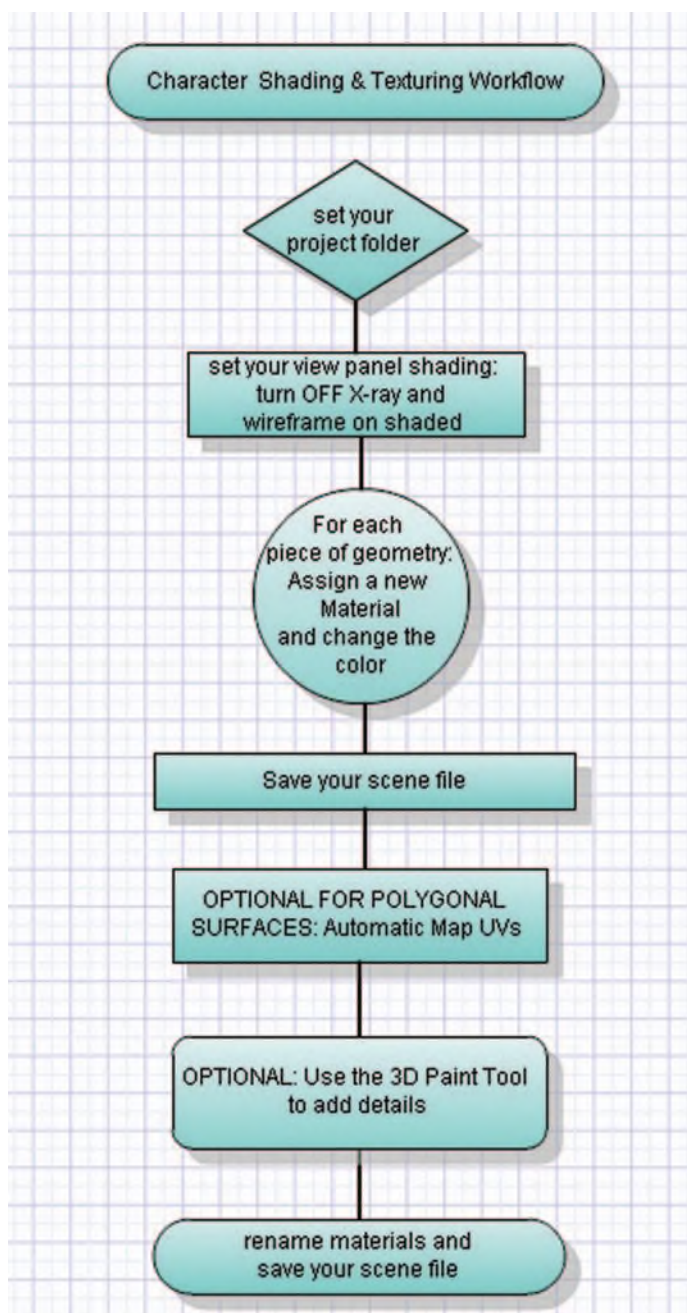 Character Shading & Texturing Workflow
set your
project folder
set your view panel shading:
turn OFF X-ray and
wireframe on shaded
For each
piece of geometry:
Assign a new
Material
and change the
color
Save your scene file
OPTIONAL FOR POLYGONAL
SURFACES: Automatic Map UVs
OPTIONAL: Use the 3D Paint Tool
to add details
rename materials and
save your scene file